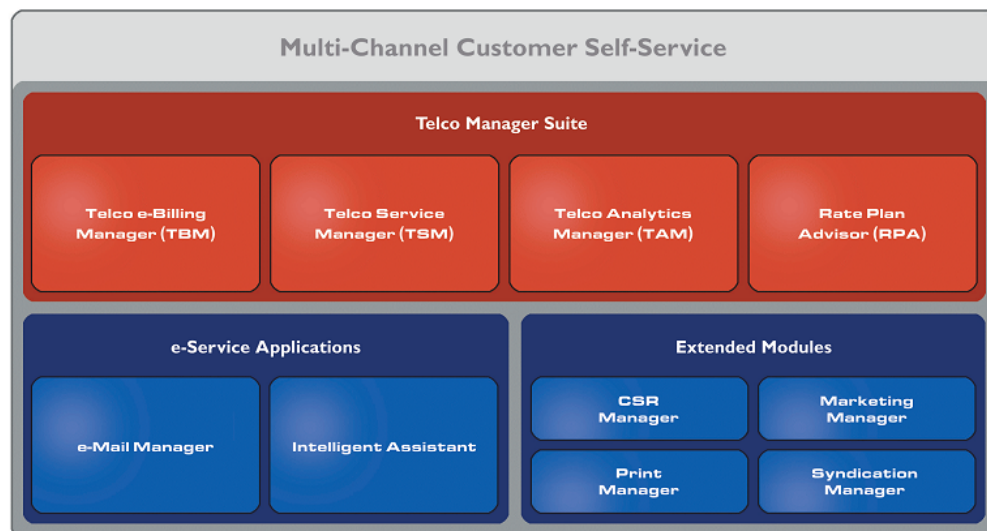 Multi-Channel Customer Self-Service
Telco Manager Suite
Telco e-Billing
Manager (TBM)
Telco Service
Manager (TSM)
Telco Analytics
Manager (TAM)
Rate Plan
Advisor (RPA)
e-Service Applications
e-Mail Manager
Intelligent Assistant
Extended Modules
CSR
Manager
Marketing
Manager
Print
Manager
Syndication
Manager